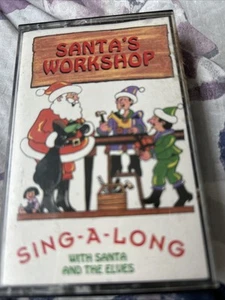 SANTA'S
WORKSHOP
SING-A-LONG
WITH SANTA
AND THE ELVES